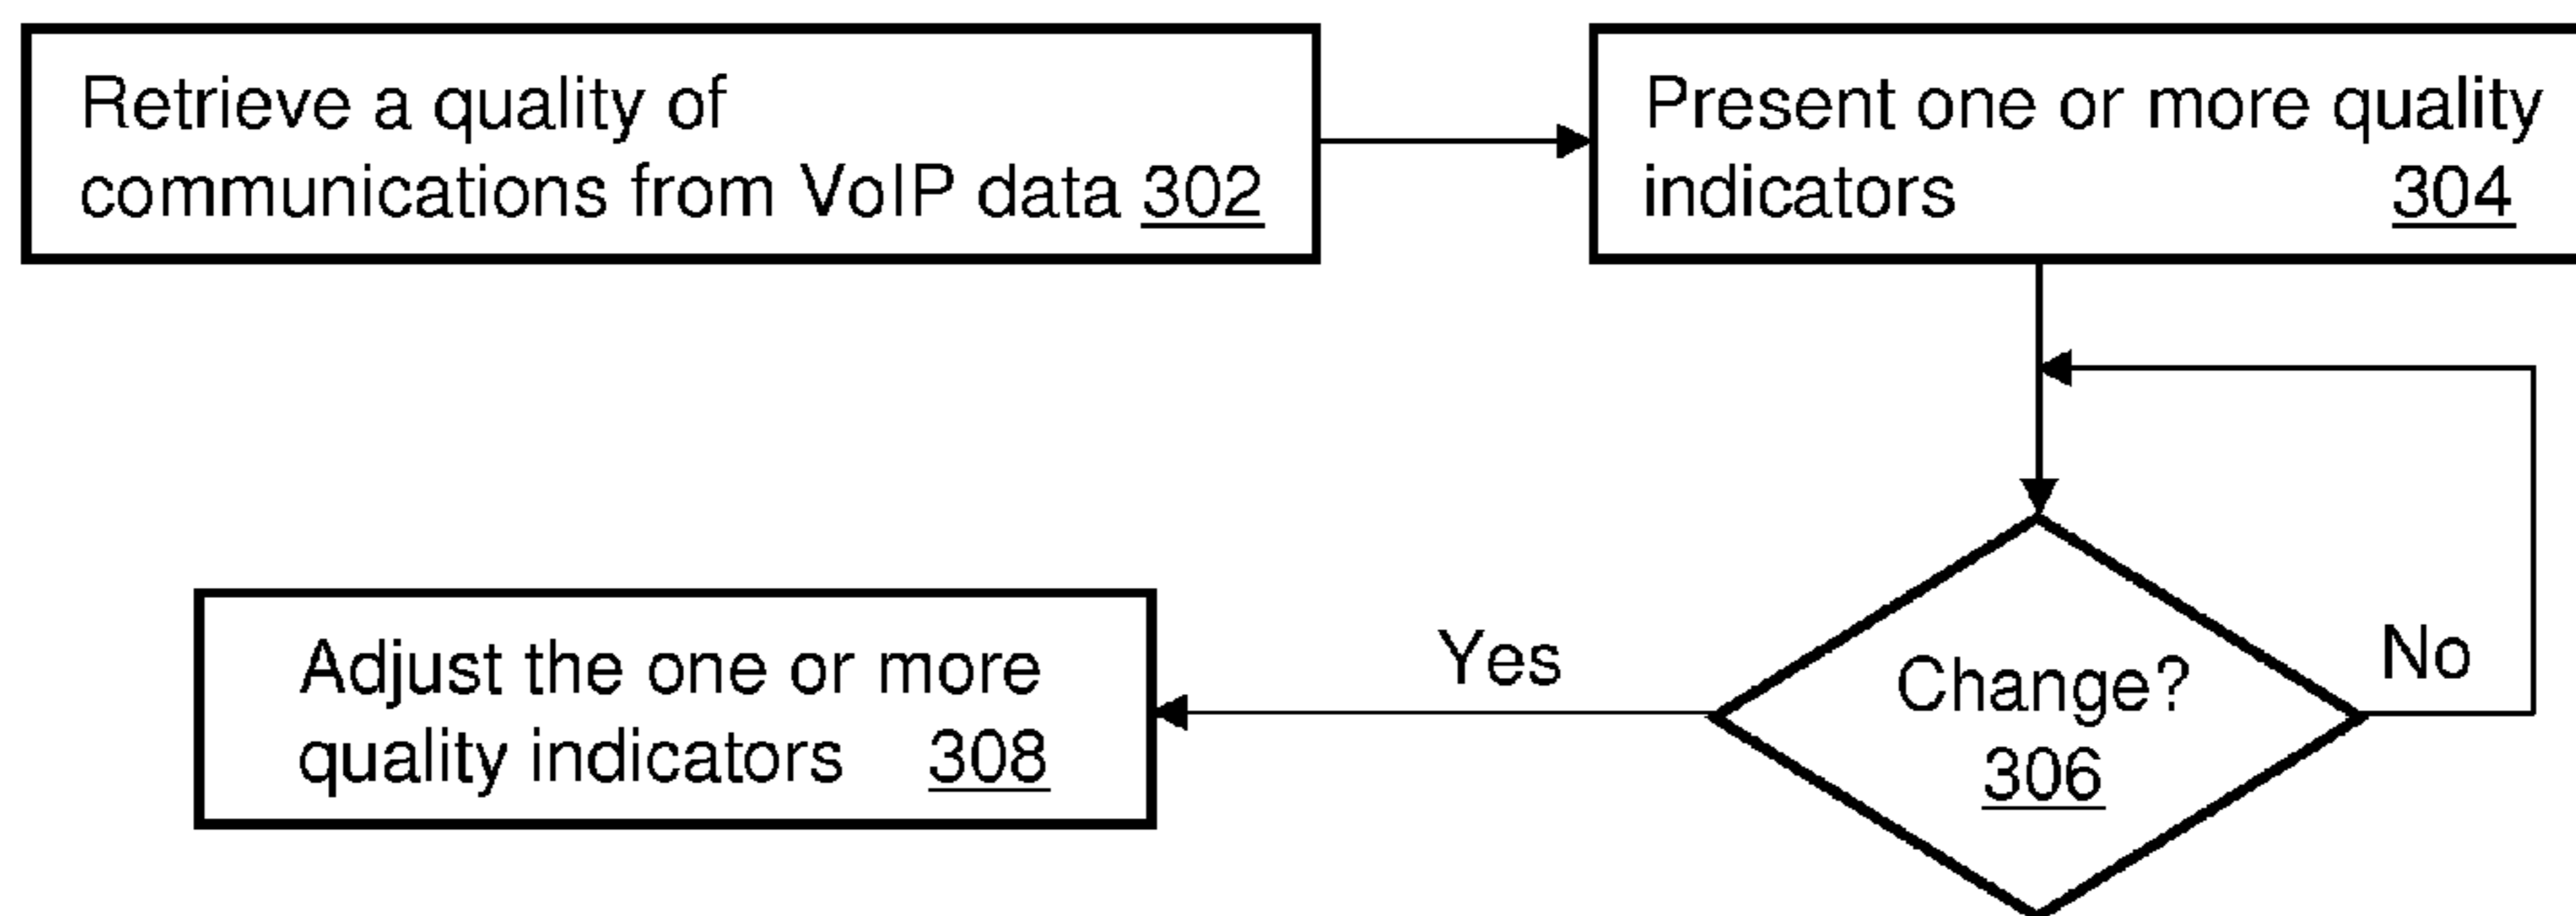 Retrieve a quality of
communications from VoIP data 302
Present one or more quality
indicators 304
Change?
306
No
Yes
Adjust the one or more
quality indicators 308